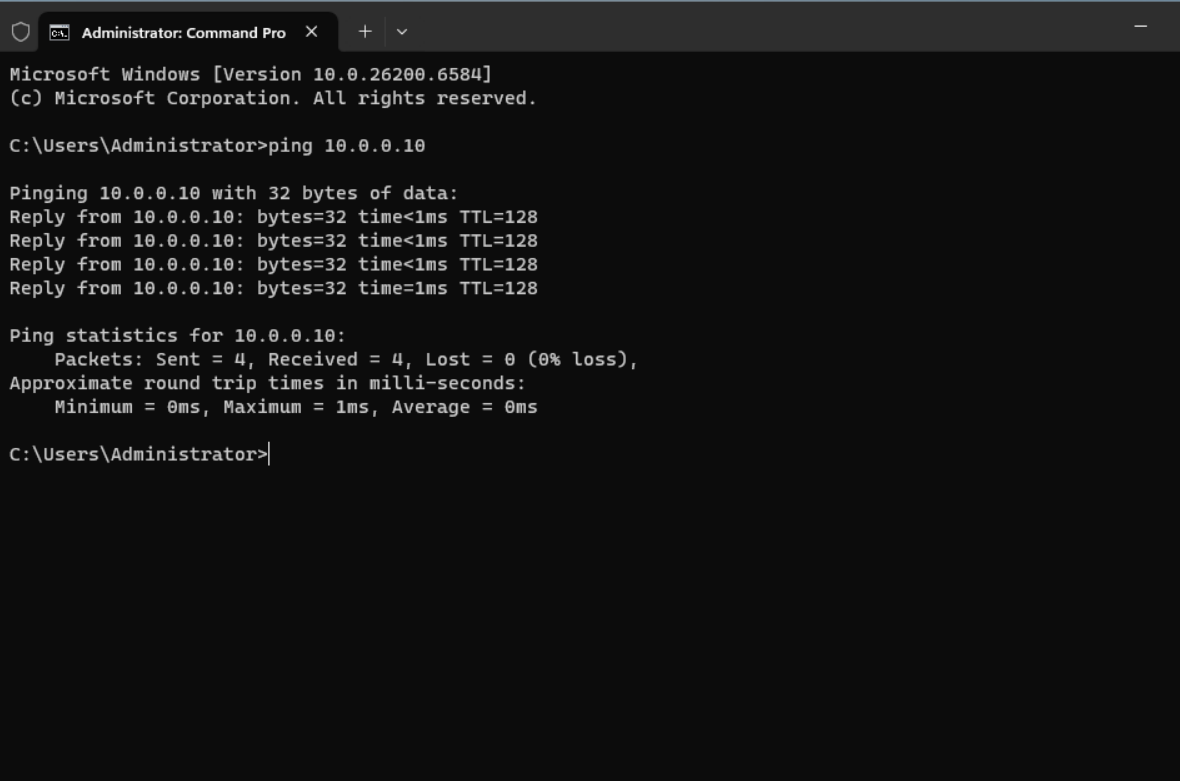 Administrator: Command Pro
Microsoft Windows [Version 10.0.26200.6584]
(c) Microsoft Corporation. All rights reserved.
C:\Users\Administrator>ping 10.0.0.10
Pinging 10.0.0.10 with 32 bytes of data:
Reply from 10.0.0.10: bytes=32 time<1ms TTL=128
Reply from 10.0.0.10: bytes=32 time<1ms TTL=128
Reply from 10.0.0.10: bytes=32 time<1ms TTL=128
Reply from 10.0.0.10: bytes=32 time=1ms TTL=128
Ping statistics for 10.0.0.10:
Packets: Sent = 4, Received = 4, Lost = 0 (0% loss),
Approximate round trip times in milli-seconds:
Minimum = 0ms, Maximum = 1ms, Average = 0ms
C:\Users\Administrator>